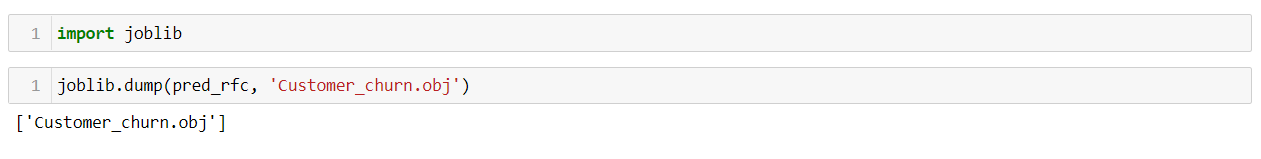 1 import joblib
1 joblib.dump(pred_rfc, 'Customer_churn.obj')
['Customer_churn.obj']